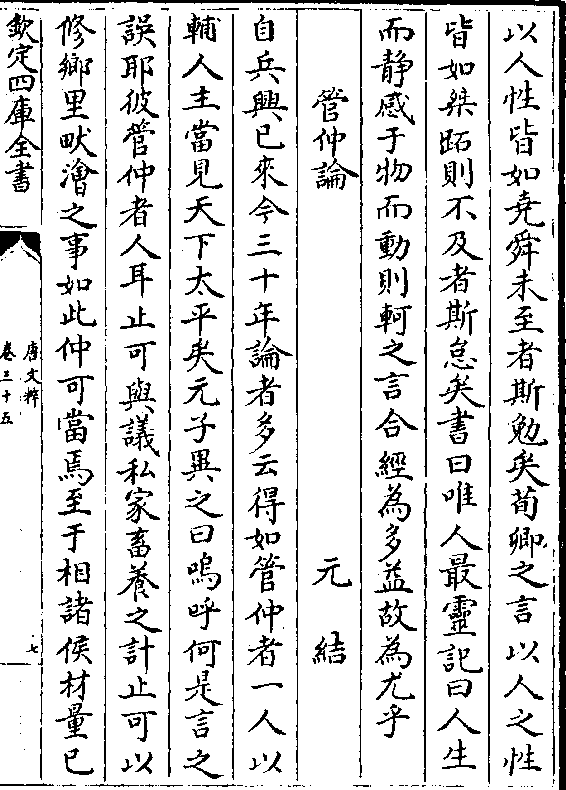 以人性皆如堯舜未至者斯勉矣荀卿之言以人之性
皆如桀跖則不及者斯怠矣書曰唯人最靈記曰人生
而静感于物而動則軻之言合經為多益故為尤乎
管仲論 元結
自兵興已來今三十年論者多云得如管仲者一人以
輔人主當見天下太平矣元子異之曰嗚呼何是言之
誤耶彼管仲者人耳止可與議私家畜養之計止可以
修鄉里畎澮之事如此仲可當焉至于相諸侯材量已
欽定四庫全書
唐文粹
卷三十五
七